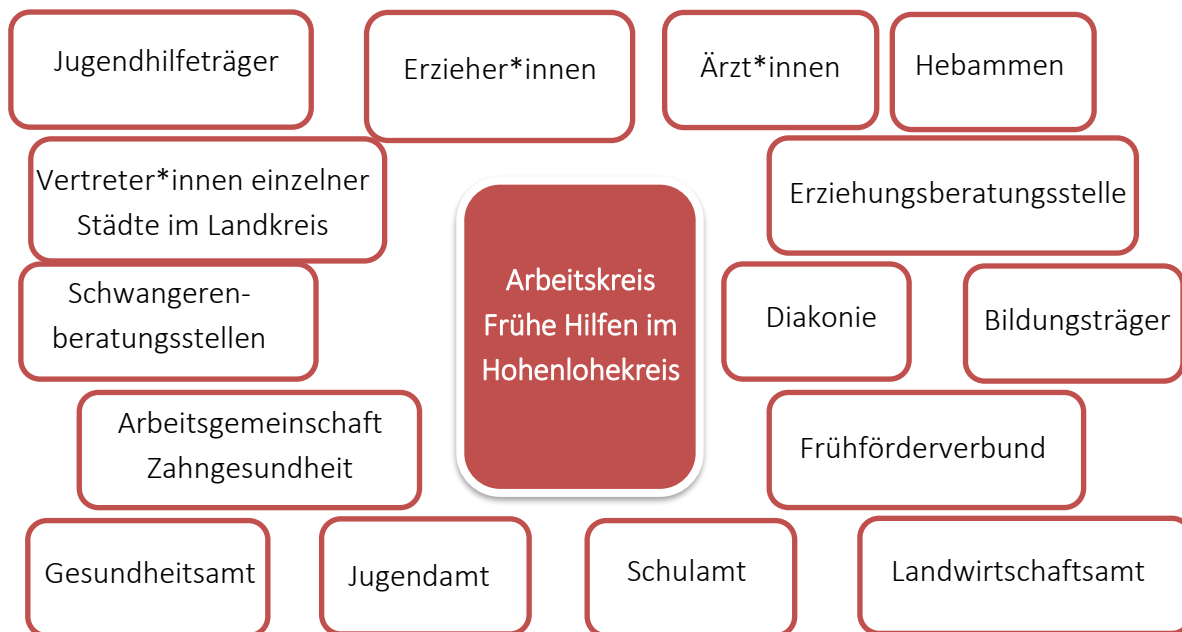 Jugendhilfeträger
Erzieher*innen
Ärzt*innen
Hebammen
Vertreter*innen einzelner
Städte im Landkreis
Erziehungsberatungsstelle
Arbeitskreis
Frühe Hilfen im
Hohenlohekreis
Schwangeren-
beratungsstellen
Diakonie
Bildungsträger
Arbeitsgemeinschaft
Zahngesundheit
Frühförderverbund
Gesundheitsamt
Jugendamt
Schulamt
Landwirtschaftsamt